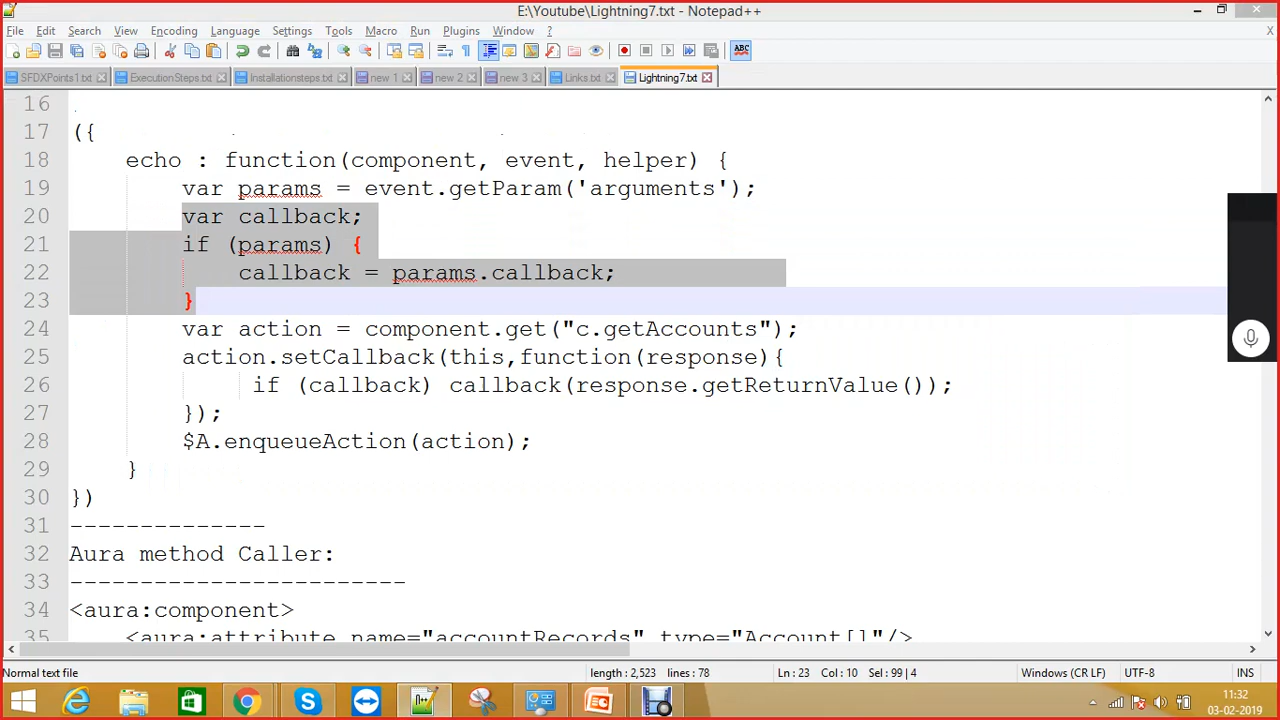 E:\Youtube\Lightning7.txt - Notepad++
File Edit Search View Encoding Language Settings Tools Macro Run Plugins Window ? X
ABC
SFDXPoints1.txt ExecutionSteps.txt Installationsteps.txt new 1 new 2 new 3 Links.txt Lightning7.txt
16
17 ({
18 echo : function(component, event, helper) {
19 var params = event.getParam('arguments');
20 var callback;
21 if (params) {
22 callback = params.callback;
23 }
24 var action = component.get("c.getAccounts");
25 action.setCallback(this,function(response){
26 if (callback) callback(response.getReturnValue());
27 });
28 $A.enqueueAction(action);
29 }
30 })
31 --------------
32 Aura method Caller:
33 ------------------------
34 <aura:component>
35 <aura:attribute name="accountRecords" type="Account[]"/>
Normal text file length : 2,523 lines : 78 Ln : 23 Col : 10 Sel : 99 | 4 Windows (CR LF) UTF-8 INS
11:32
03-02-2019